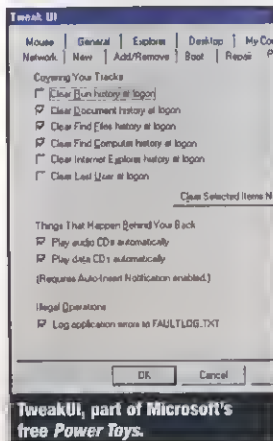 Tweak UI
Mouse General Explorer Desktop My Co
Network New Add/Remove Boot Repair P
Covering Your Tracks
Clear Run history at logon
Clear Document history at logon
Clear Find Files history at logon
Clear Find Computer history at logon
Clear Internet Explorer history at logon
Clear Last User at logon
Clear Selected Items N
Things That Happen Behind Your Back
Play audio CDs automatically
Play data CDs automatically
(Requires Auto-Insert Notification enabled.)
Illegal Operations
Log application errors to FAULTLOG.TXT
OK Cancel
TweakUI, part of Microsoft's
free Power Toys.